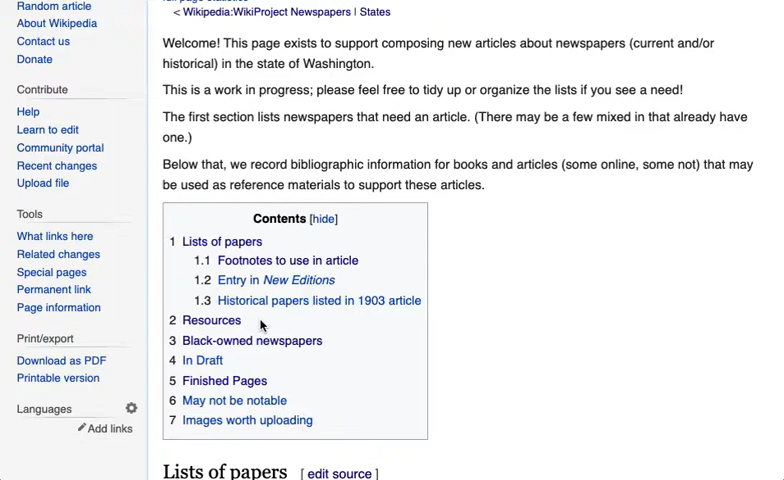 Random article
About Wikipedia
Contact us
Donate
Contribute
Help
Learn to edit
Community portal
Recent changes
Upload file
Tools
What links here
Related changes
Special pages
Permanent link
Page information
Print/export
Download as PDF
Printable version
Languages
Add links
< Wikipedia:WikiProject Newspapers | States
Welcome! This page exists to support composing new articles about newspapers (current and/or
historical) in the state of Washington.
This is a work in progress; please feel free to tidy up or organize the lists if you see a need!
The first section lists newspapers that need an article. (There may be a few mixed in that already have
one.)
Below that, we record bibliographic information for books and articles (some online, some not) that may
be used as reference materials to support these articles.
Contents [hide]
1 Lists of papers
1.1 Footnotes to use in article
1.2 Entry in New Editions
1.3 Historical papers listed in 1903 article
2 Resources
3 Black-owned newspapers
4 In Draft
5 Finished Pages
6 May not be notable
7 Images worth uploading
Lists of papers [ edit source ]